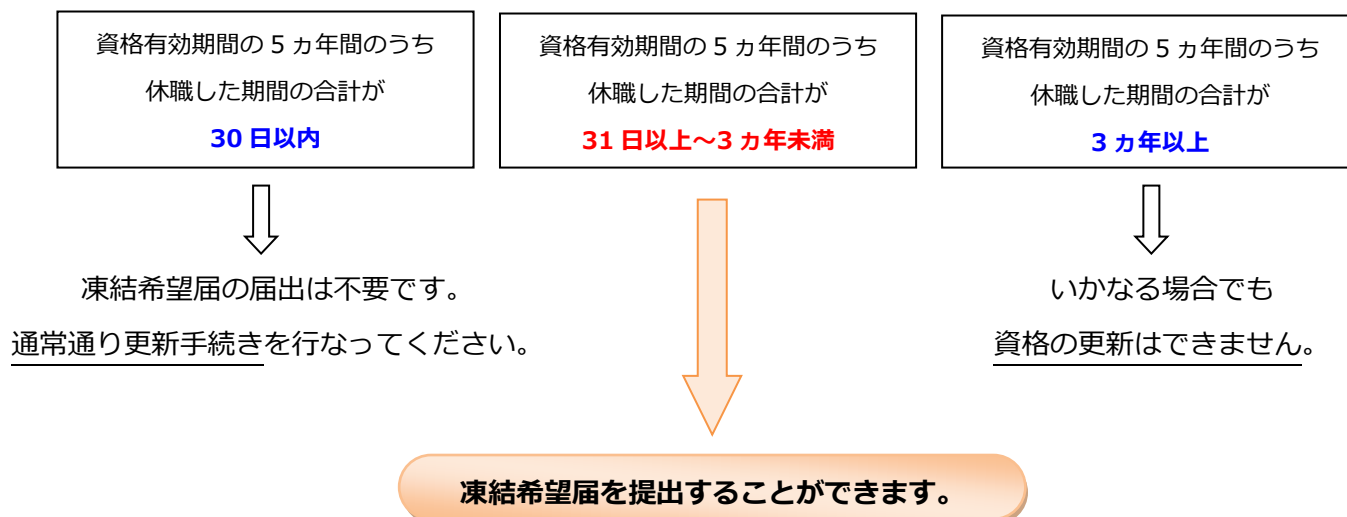 資格有効期間の 5 ヵ年間のうち
休職した期間の合計が
30 日以内
資格有効期間の 5 ヵ年間のうち
休職した期間の合計が
31 日以上～3 ヵ年未満
資格有効期間の 5 ヵ年間のうち
休職した期間の合計が
3 ヵ年以上
凍結希望届の届出は不要です。
通常通り更新手続きを行なってください。
いかなる場合でも
資格の更新はできません。
凍結希望届を提出することができます。